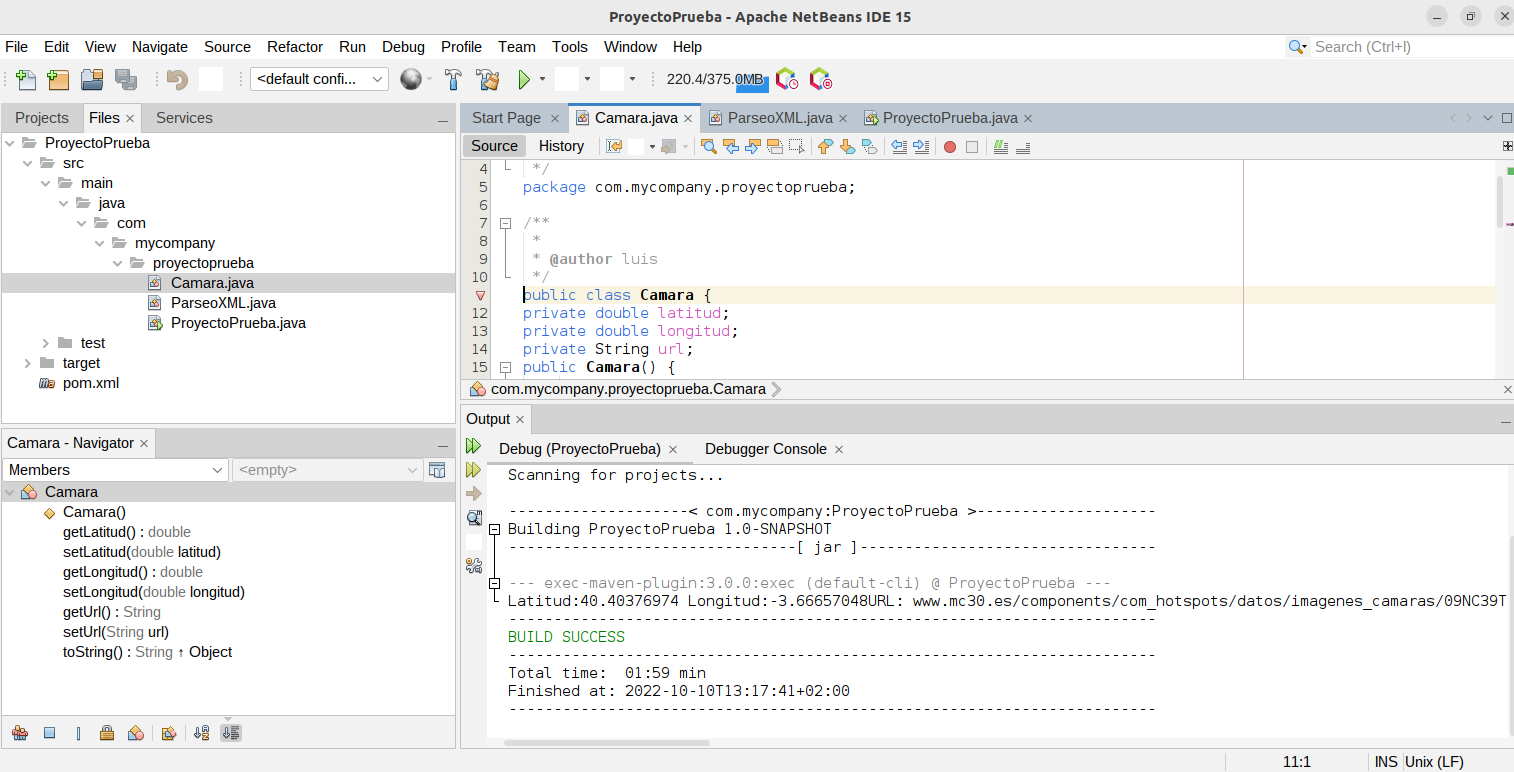 ProyectoPrueba - Apache NetBeans IDE 15
File Edit View Navigate Source Refactor Run Debug Profile Team Tools Window Help
Search (Ctrl+I)
<default confi...
220.4/375.0MB
Projects Files Services
ProyectoPrueba
src
main
java
com
mycompany
proyectoprueba
Camara.java
ParseoXML.java
ProyectoPrueba.java
test
target
pom.xml
Camara - Navigator
Members <empty>
Camara
Camara()
getLatitud() : double
setLatitud(double latitud)
getLongitud() : double
setLongitud(double longitud)
getUrl() : String
setUrl(String url)
toString() : String ↑ Object
Start Page Camara.java ParseoXML.java ProyectoPrueba.java
Source History
4 */
5 package com.mycompany.proyectoprueba;
6
7 /**
8 *
9 * @author luis
10 */
public class Camara {
12 private double latitud;
13 private double longitud;
14 private String url;
15 public Camara() {
com.mycompany.proyectoprueba.Camara
Output
Debug (ProyectoPrueba) Debugger Console
Scanning for projects...
--------------------< com.mycompany:ProyectoPrueba >--------------------
Building ProyectoPrueba 1.0-SNAPSHOT
--------------------------------[ jar ]---------------------------------
--- exec-maven-plugin:3.0.0:exec (default-cli) @ ProyectoPrueba ---
Latitud:40.40376974 Longitud:-3.66657048URL: www.mc30.es/components/com_hotspots/datos/imagenes_camaras/09NC39T
------------------------------------------------------------------------
BUILD SUCCESS
------------------------------------------------------------------------
Total time:  01:59 min
Finished at: 2022-10-10T13:17:41+02:00
------------------------------------------------------------------------
11:1 INS Unix (LF)